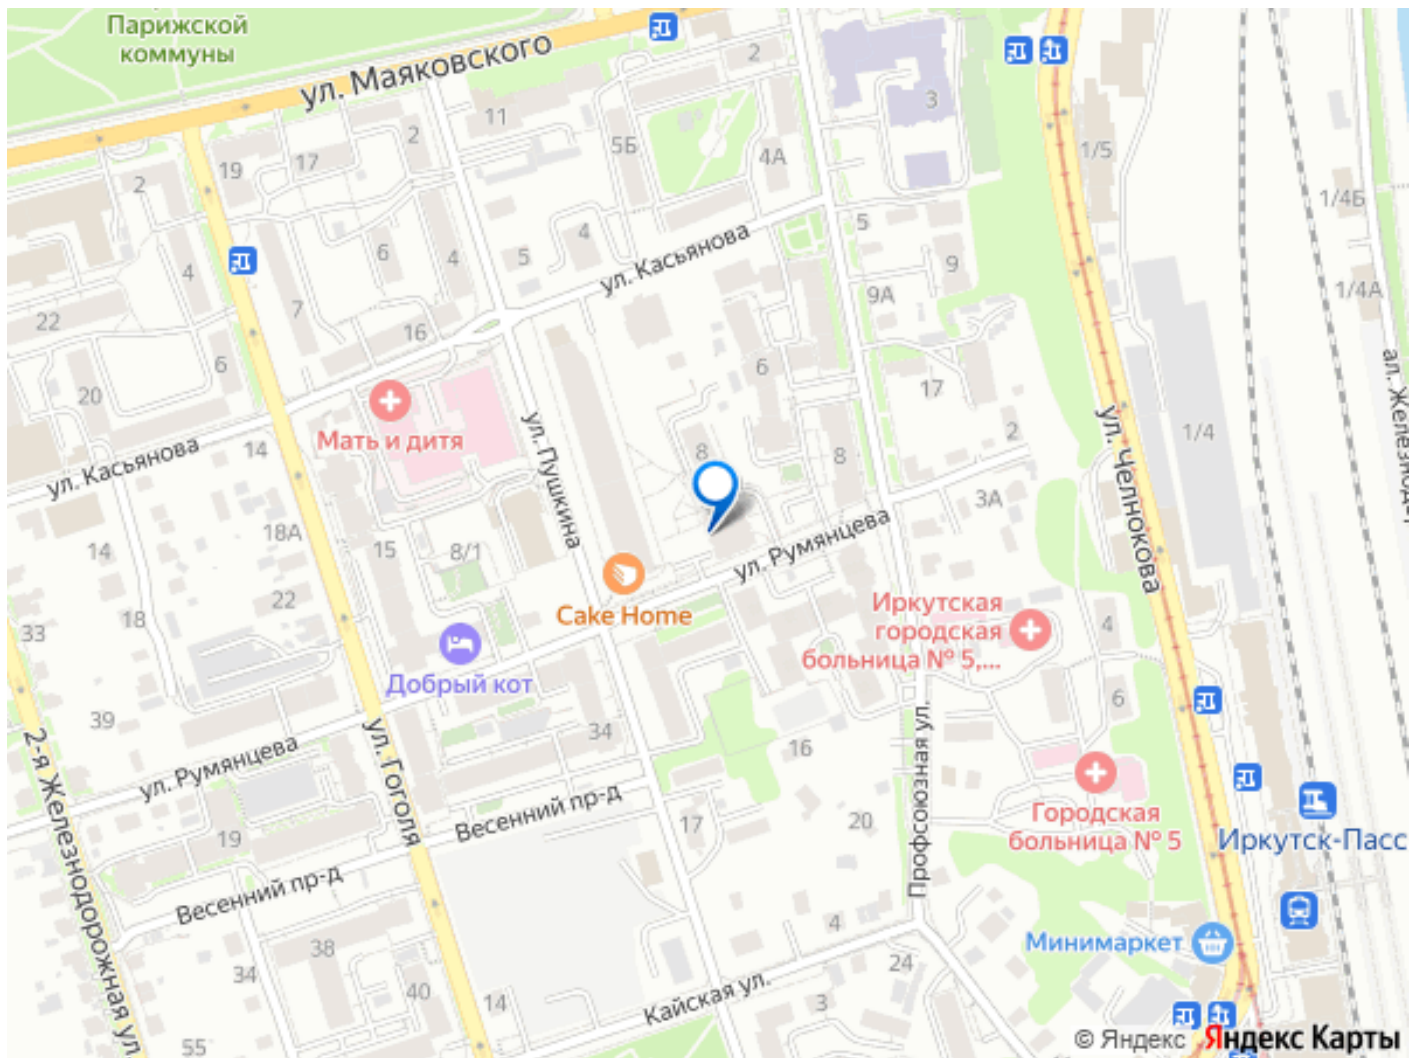 Парижской
коммуны
ул. Маяковского
2
11
2
5Б
3
4А
19
17
2
1/5
1/4Б
5
4
5
6
4
ул. Касьянова
4
9
9А
1/4А
7
22
16
6
6
20
17
ал. Железнод-т
Мать и дитя
ул. Касьянова
14
ул. Пушкина
8
8
2
ул. Челнокова
1/4
3А
ул. Румянцева
18А
14
15
8/1
22
18
33
Cake Home
Иркутская
городская
больница № 5,...
4
Добрый кот
39
34
6
16
ул. Румянцева
ул. Гоголя
2-я Железнодорожная ул
Весенний пр-д
17
20
19
Профсоюзная ул.
Городская
больница № 5
Иркутск-Пасс
Весенний пр-д
4
38
34
40
14
24
3
Минимаркет
Кайская ул.
55
© Яндекс Яндекс Карты